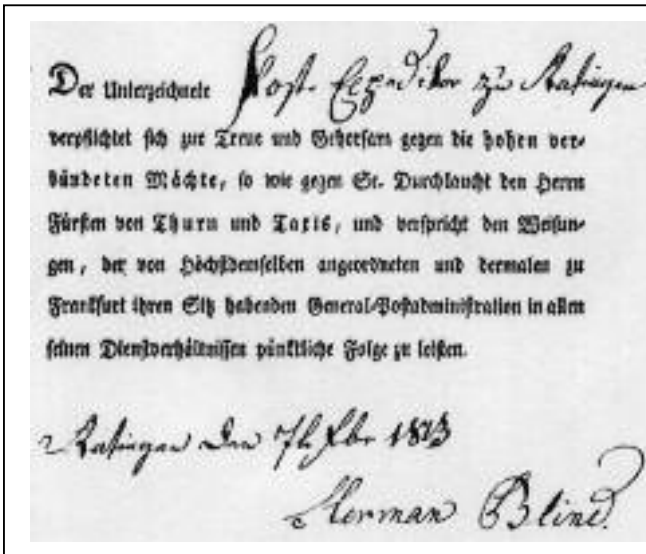 Der Unterzeichnete Post-Expeditor zu Ratingen
verpflichtet sich zur Treue und Gehorsam gegen die hohen ver-
bündeten Mächte, so wie gegen Se. Durchlaucht den Herrn
Fürsten von Thurn und Taxis, und verspricht den Weisun-
gen, der von Höchstdemselben angeordneten und dermalen zu
Frankfurt ihren Sitz habenden General-Postadministration in allen
seinen Dienstverhältnissen pünktliche Folge zu leisten.
Ratingen den 1813
Herman Blind.